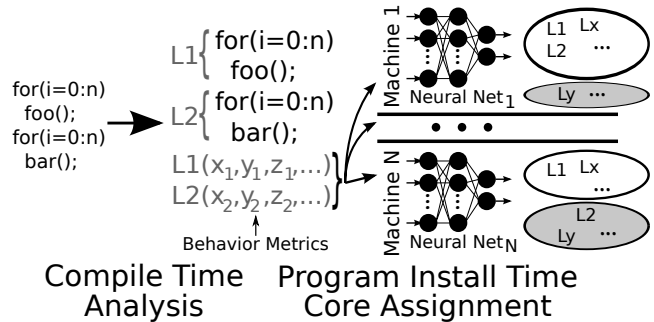 for(i=0:n)
foo();
for(i=0:n)
bar();
L1{ for(i=0:n)
foo();
L2{ for(i=0:n)
bar();
L1(x1,y1,z1,...)
L2(x2,y2,z2,...)
Behavior Metrics
Compile Time
Analysis
Machine 1
Neural Net1
L1 Lx
L2 ...
Ly ...
• • •
Machine N
NeuralNetN
L1 Lx
...
L2
Ly ...
Program Install Time
Core Assignment